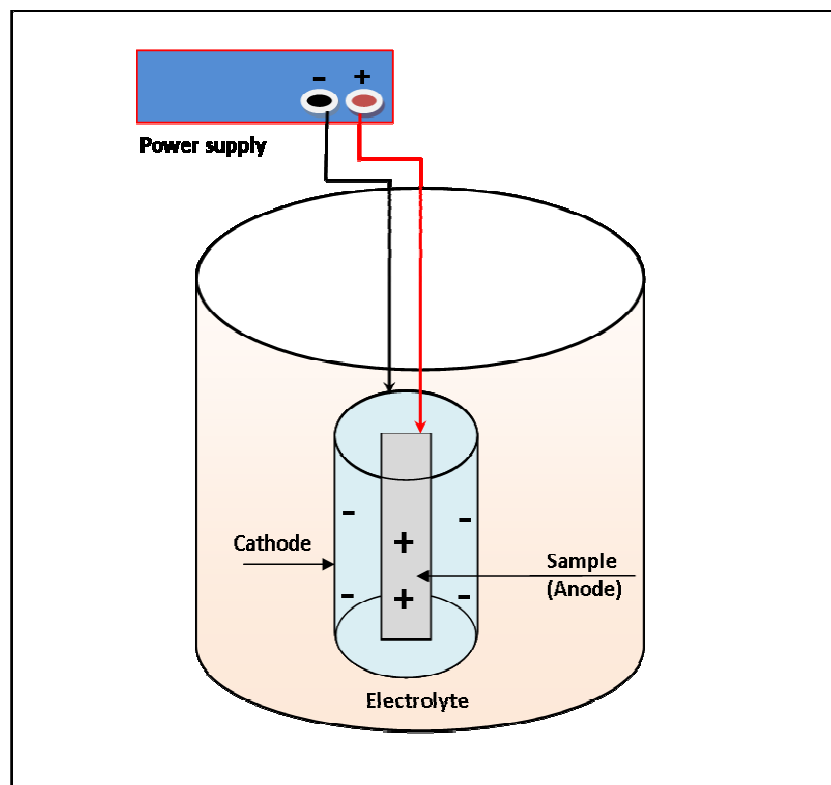 - +
Power supply
- -
Cathode
+
Sample
(Anode)
- + -
Electrolyte